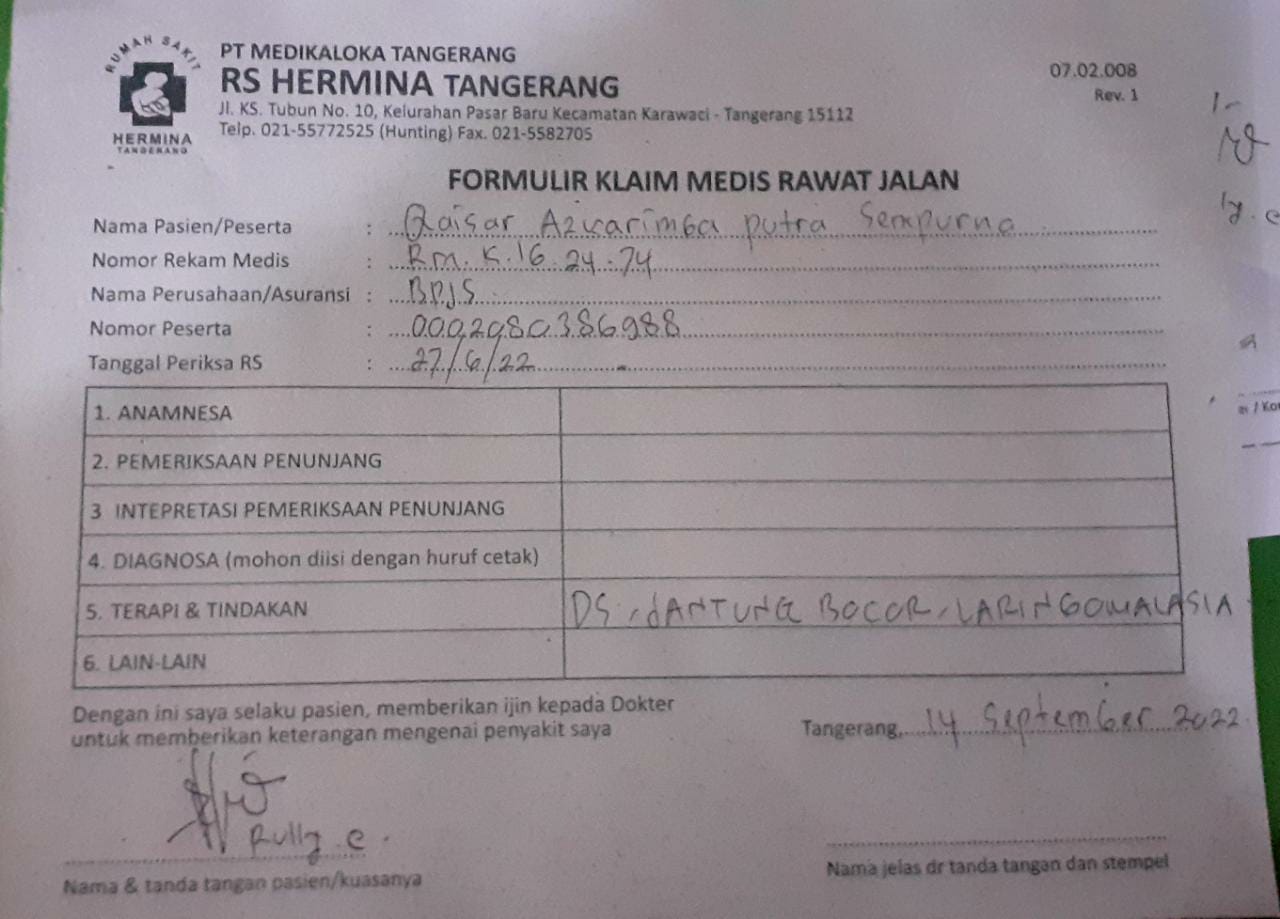 RUMAH SAKIT
HERMINA
TANGERANG
PT MEDIKALOKA TANGERANG
RS HERMINA TANGERANG
Jl. KS. Tubun No. 10, Kelurahan Pasar Baru Kecamatan Karawaci - Tangerang 15112
Telp. 021-55772525 (Hunting) Fax. 021-5582705
07.02.008
Rev. 1
FORMULIR KLAIM MEDIS RAWAT JALAN
Nama Pasien/Peserta : Qaisar Azkarimba putra Sempurna
Nomor Rekam Medis : Rm. K.16.24.74
Nama Perusahaan/Asuransi : BPJS
Nomor Peserta : 0002980386988
Tanggal Periksa RS : 27/6/22
1. ANAMNESA
2. PEMERIKSAAN PENUNJANG
3 INTEPRETASI PEMERIKSAAN PENUNJANG
4. DIAGNOSA (mohon diisi dengan huruf cetak)
5. TERAPI & TINDAKAN DS, JANTUNG BOCOR, LARINGOMALASIA
6. LAIN-LAIN
Dengan ini saya selaku pasien, memberikan ijin kepada Dokter
untuk memberikan keterangan mengenai penyakit saya
Tangerang, 14 September 2022
Rully . e .
Nama & tanda tangan pasien/kuasanya
Nama jelas dr tanda tangan dan stempel